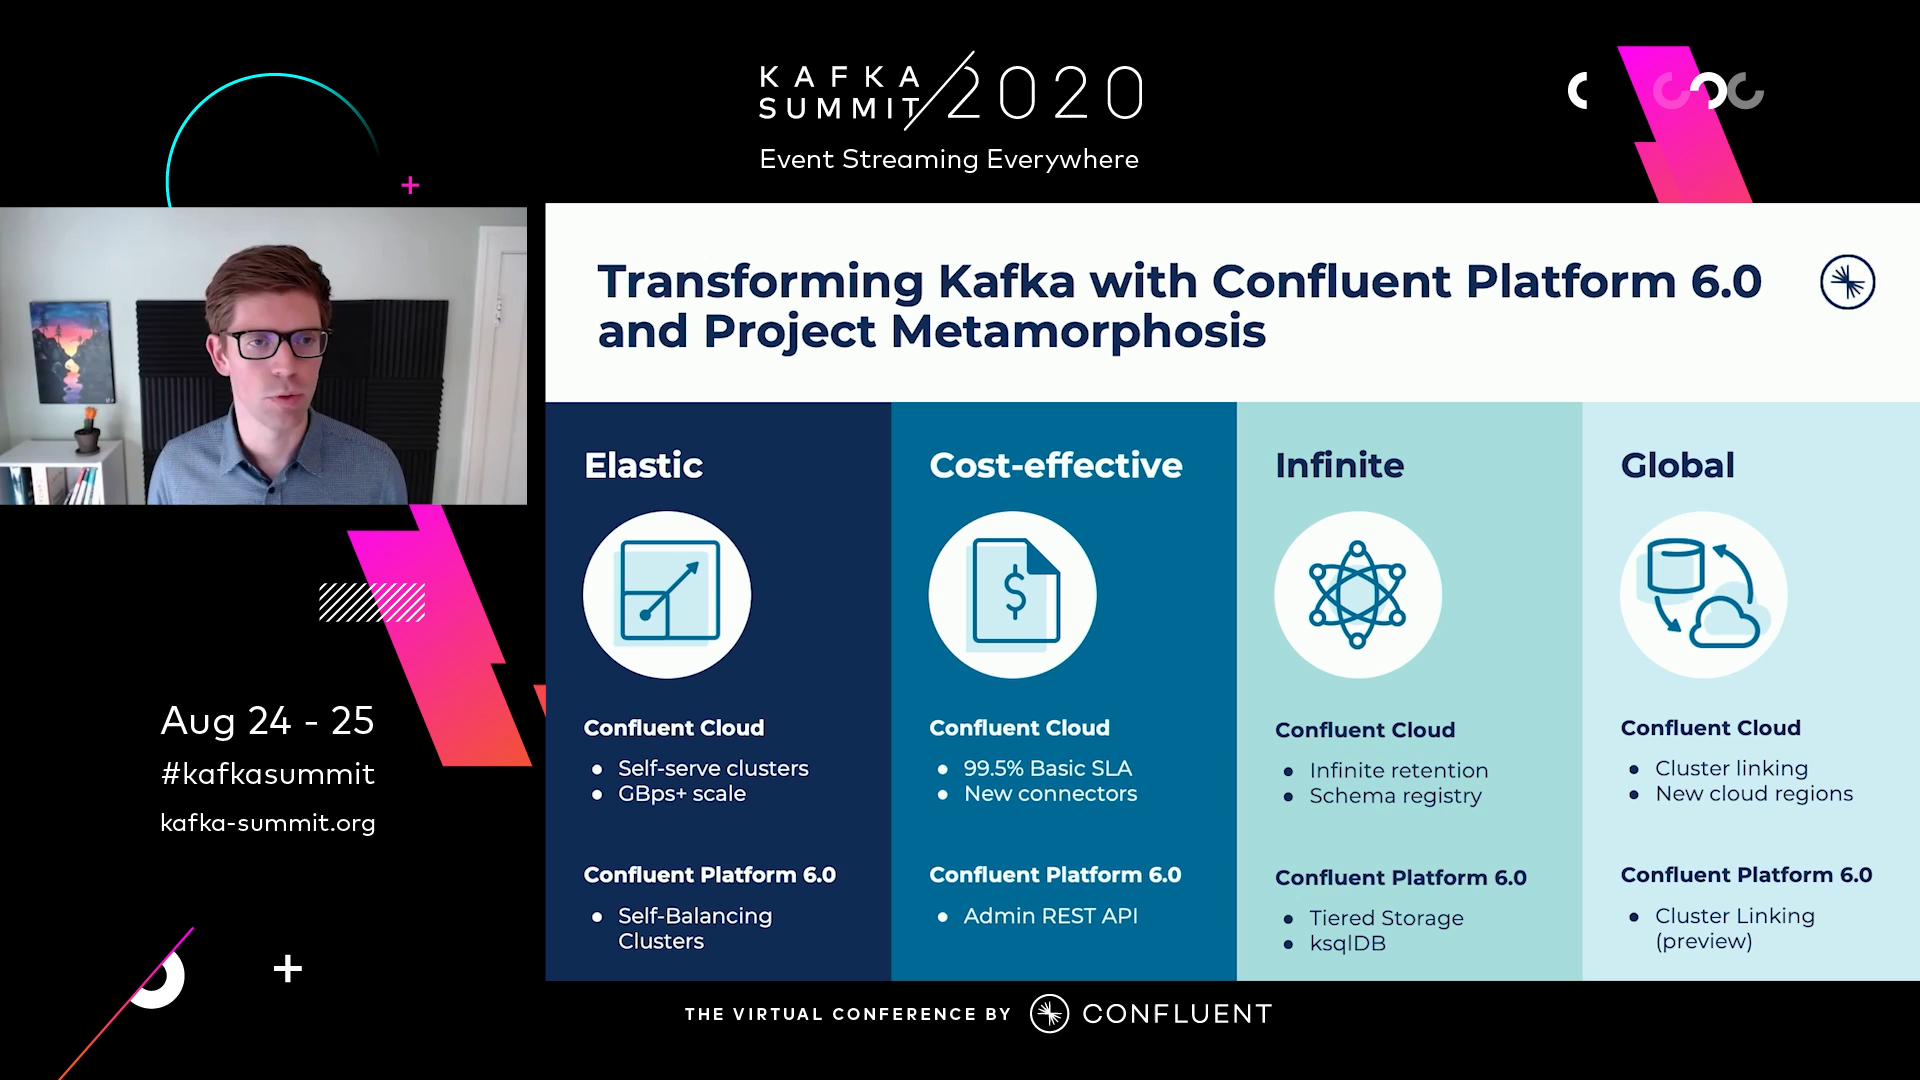 KAFKA
SUMMIT 2020
Event Streaming Everywhere
Transforming Kafka with Confluent Platform 6.0
and Project Metamorphosis
Elastic
Confluent Cloud
● Self-serve clusters
● GBps+ scale
Confluent Platform 6.0
● Self-Balancing
Clusters
Cost-effective
$
Confluent Cloud
● 99.5% Basic SLA
● New connectors
Confluent Platform 6.0
● Admin REST API
Infinite
Confluent Cloud
● Infinite retention
● Schema registry
Confluent Platform 6.0
● Tiered Storage
● ksqlDB
Global
Confluent Cloud
● Cluster linking
● New cloud regions
Confluent Platform 6.0
● Cluster Linking
(preview)
Aug 24 - 25
#kafkasummit
kafka-summit.org
THE VIRTUAL CONFERENCE BY CONFLUENT